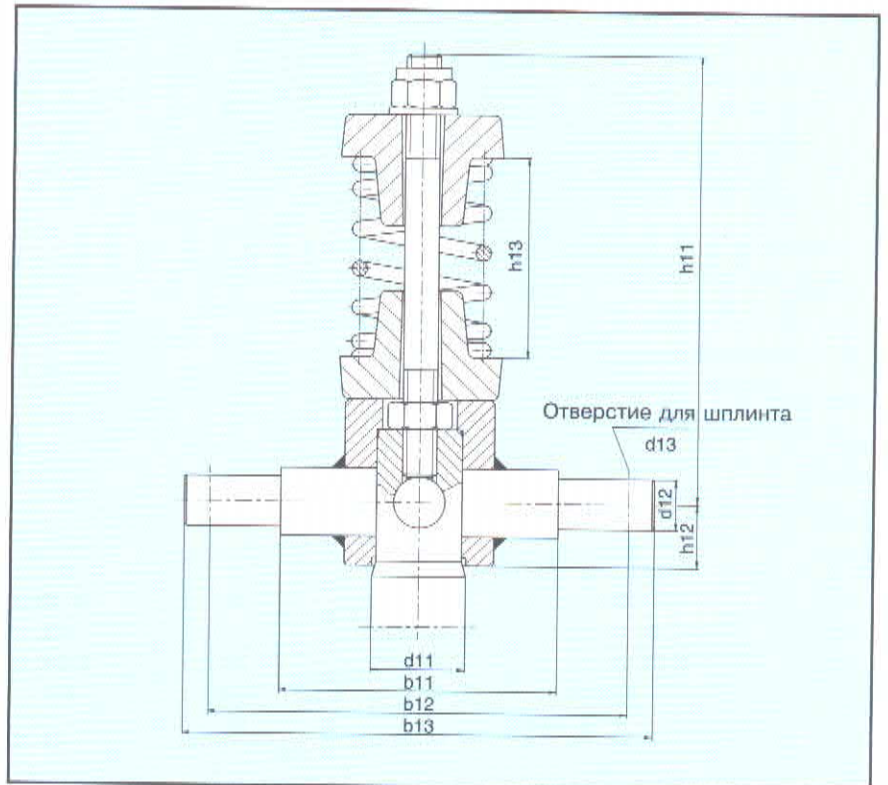 h11
h13
Отверстие для шплинта
d13
d12
h12
d11
b11
b12
b13